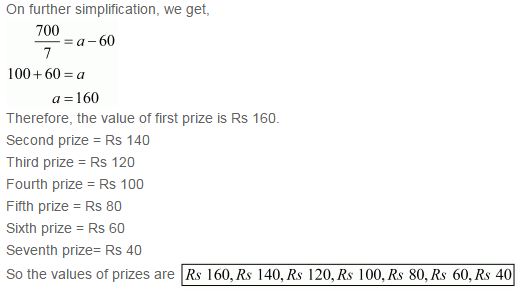 On further simplification, we get,
700/7 = a − 60
100 + 60 = a
a = 160
Therefore, the value of first prize is Rs 160.
Second prize = Rs 140
Third prize = Rs 120
Fourth prize = Rs 100
Fifth prize = Rs 80
Sixth prize = Rs 60
Seventh prize= Rs 40
So the values of prizes are Rs 160, Rs 140, Rs 120, Rs 100, Rs 80, Rs 60, Rs 40